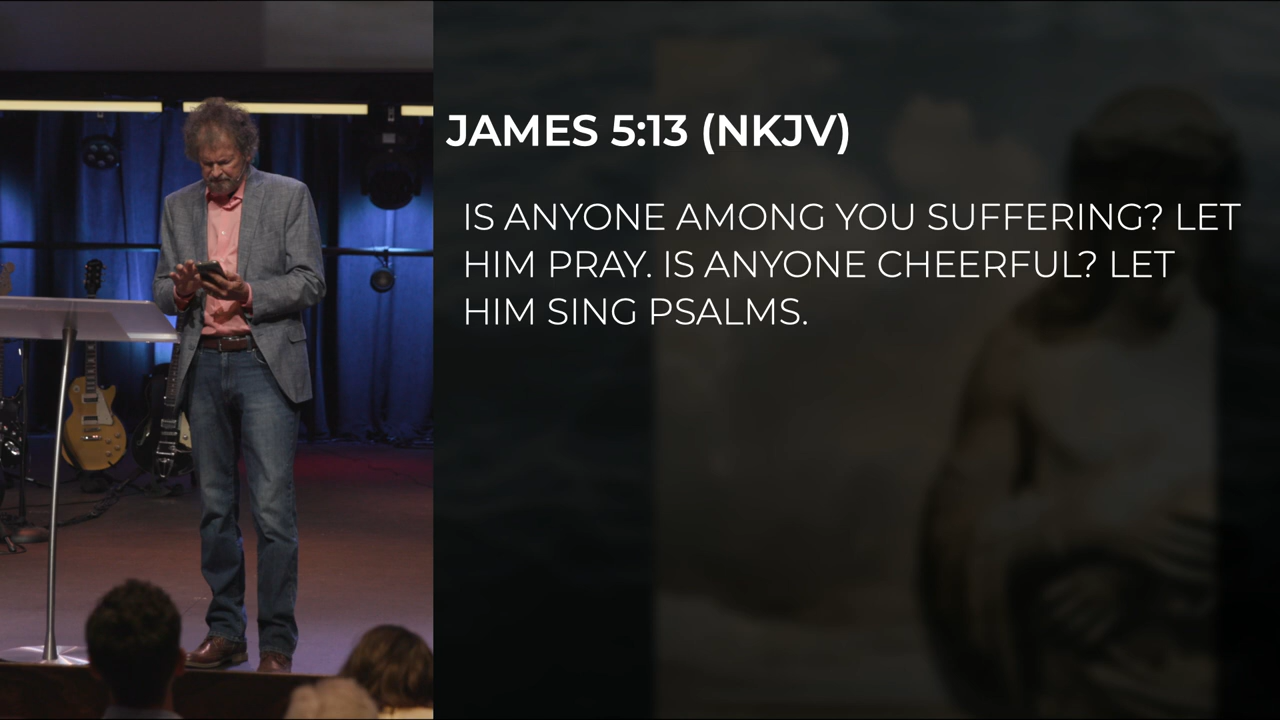 JAMES 5:13 (NKJV)
IS ANYONE AMONG YOU SUFFERING? LET
HIM PRAY. IS ANYONE CHEERFUL? LET
HIM SING PSALMS.